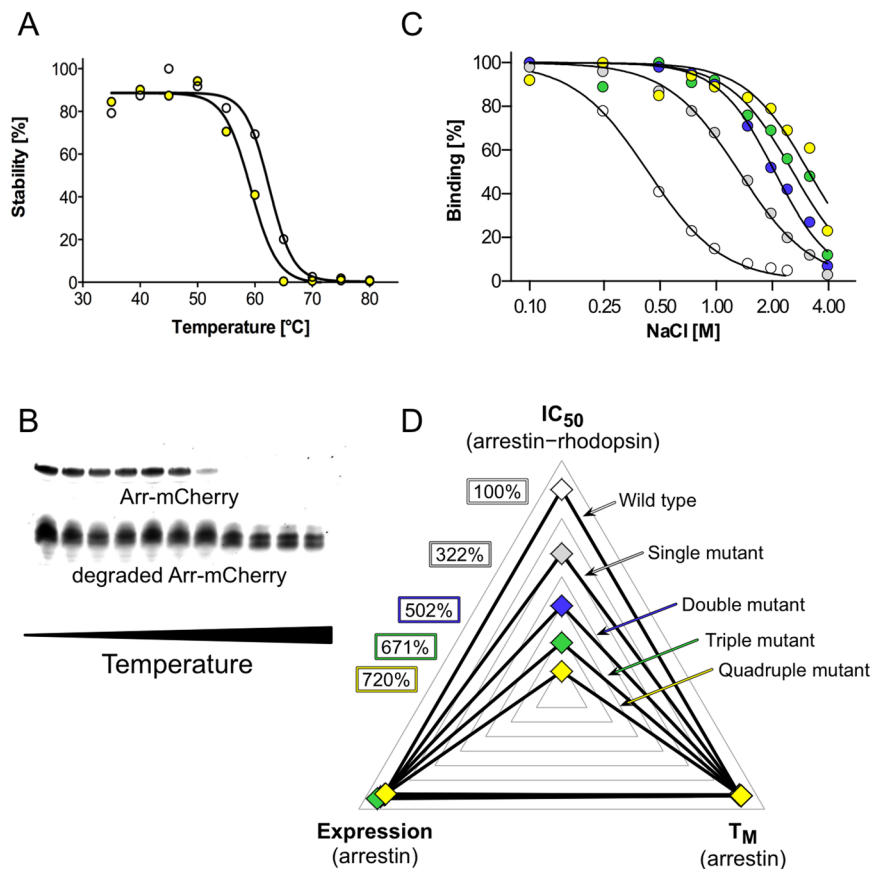 A
Stability [%]
100
80
60
40
20
0
30 40 50 60 70 80
Temperature [°C]
C
Binding [%]
100
80
60
40
20
0
0.10 0.25 0.50 1.00 2.00 4.00
NaCl [M]
B
Arr-mCherry
degraded Arr-mCherry
Temperature
D
IC50
(arrestin−rhodopsin)
100%
Wild type
322%
Single mutant
502%
Double mutant
671%
Triple mutant
720%
Quadruple mutant
Expression
(arrestin)
TM
(arrestin)